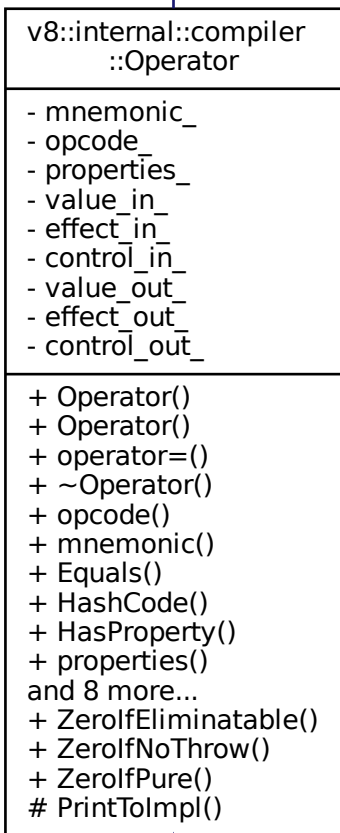 v8::internal::compiler
::Operator
- mnemonic_
- opcode_
- properties_
- value_in_
- effect_in_
- control_in_
- value_out_
- effect_out_
- control_out_
+ Operator()
+ Operator()
+ operator=()
+ ~Operator()
+ opcode()
+ mnemonic()
+ Equals()
+ HashCode()
+ HasProperty()
+ properties()
and 8 more...
+ ZeroIfEliminatable()
+ ZeroIfNoThrow()
+ ZeroIfPure()
# PrintToImpl()